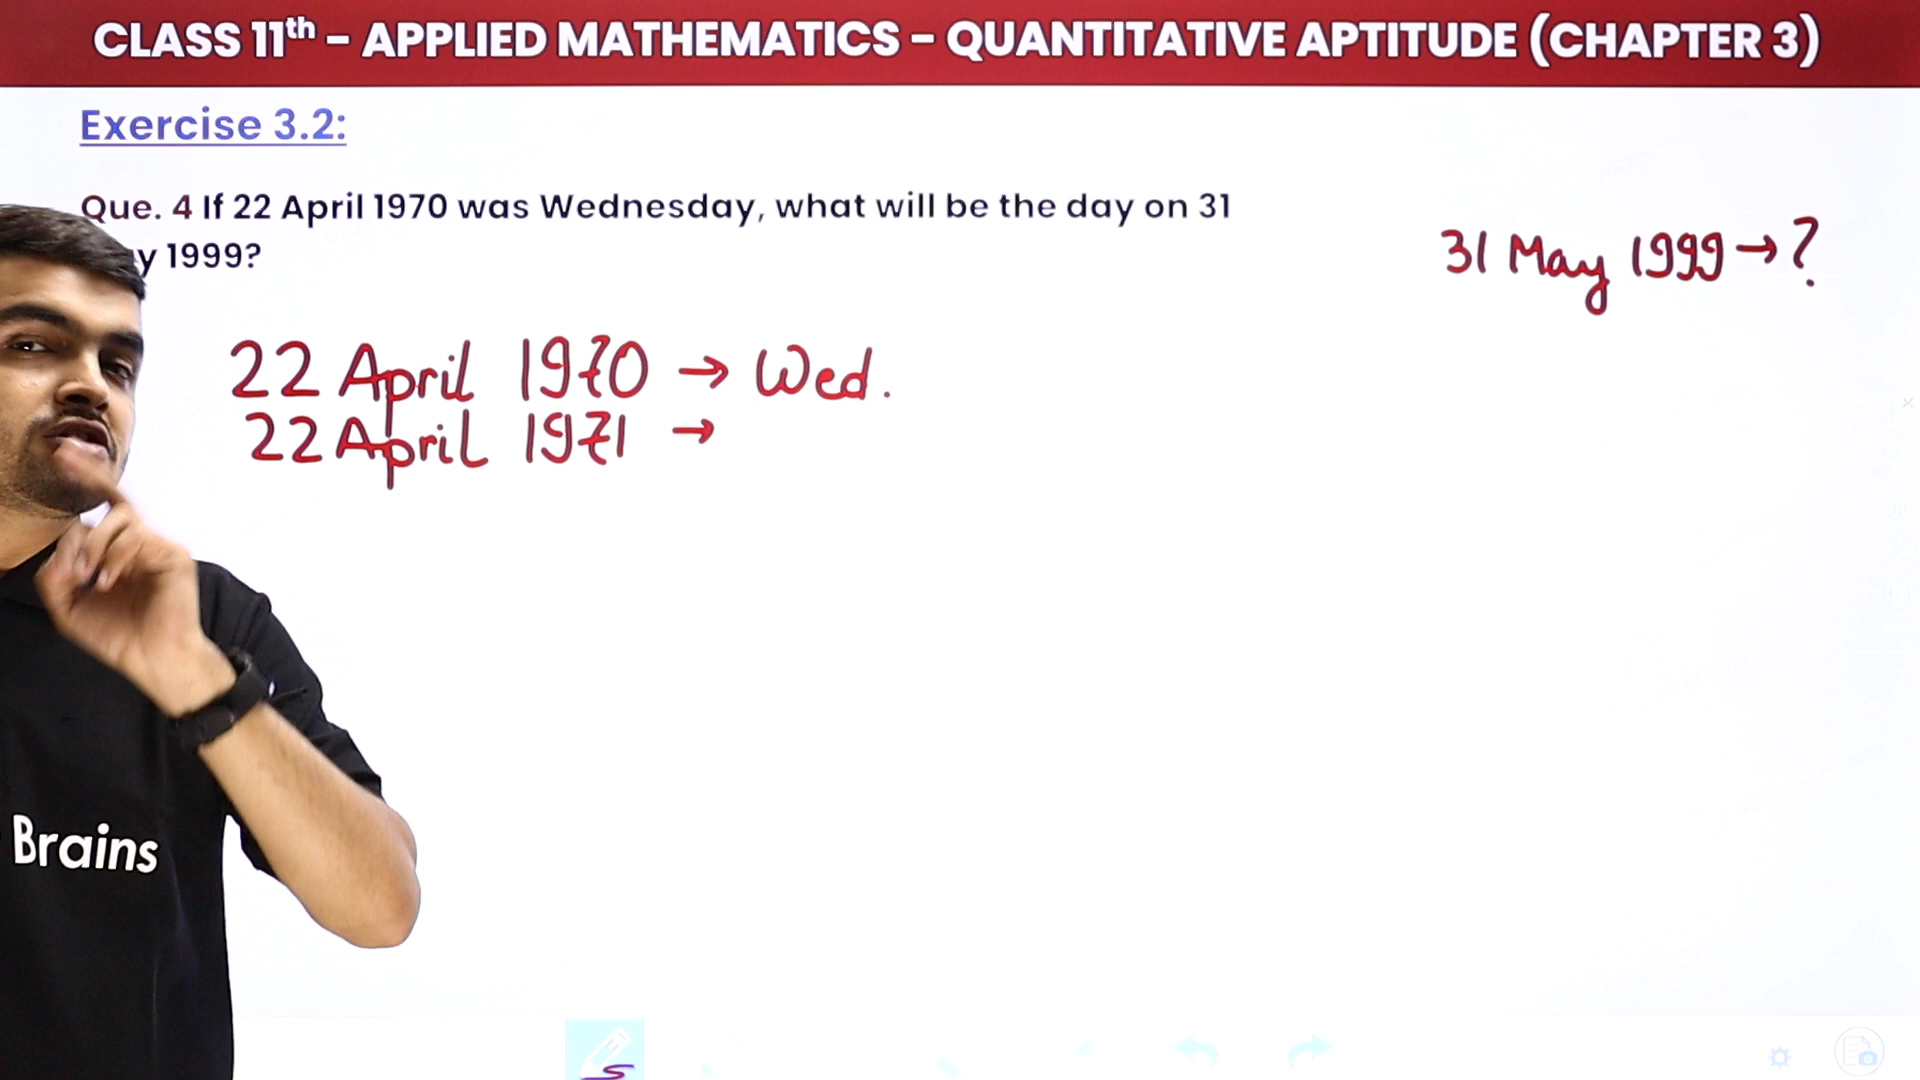 CLASS 11th - APPLIED MATHEMATICS - QUANTITATIVE APTITUDE (CHAPTER 3)
Exercise 3.2:
Que. 4 If 22 April 1970 was Wednesday, what will be the day on 31
y 1999?
31 May 1999 → ?
22 April 1970 → Wed.
22 April 1971 →
Brains